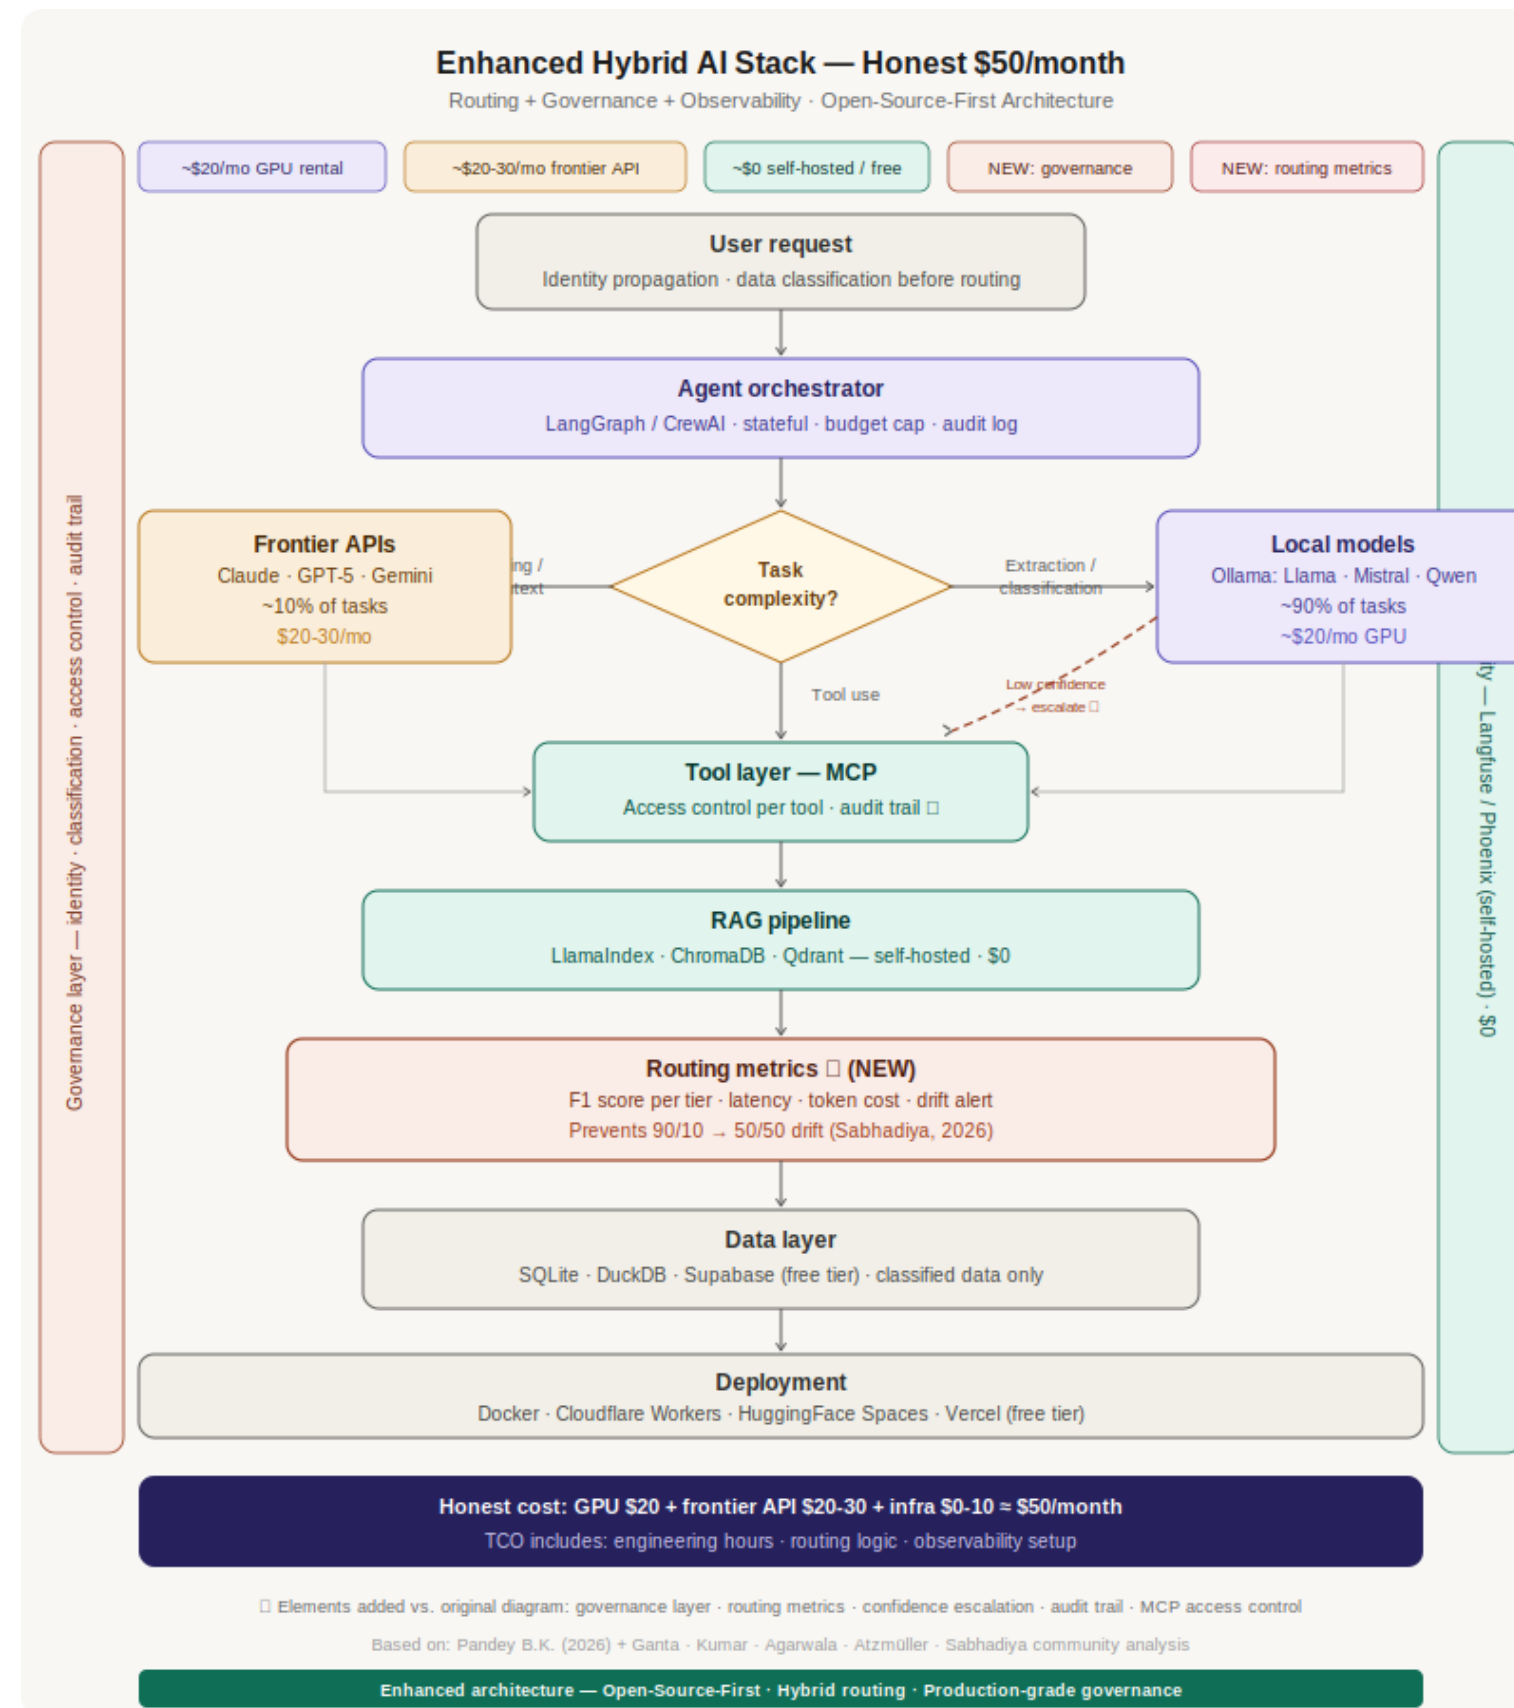 Enhanced Hybrid AI Stack — Honest $50/month
Routing + Governance + Observability · Open-Source-First Architecture
~$20/mo GPU rental
~$20-30/mo frontier API
~$0 self-hosted / free
NEW: governance
NEW: routing metrics
User request
Identity propagation · data classification before routing
Agent orchestrator
LangGraph / CrewAI · stateful · budget cap · audit log
Governance layer — identity · classification · access control · audit trail
Frontier APIs
Claude · GPT-5 · Gemini
~10% of tasks
$20-30/mo
ing /
text
Task
complexity?
Extraction /
classification
Local models
Ollama: Llama · Mistral · Qwen
~90% of tasks
~$20/mo GPU
ity — Langfuse / Phoenix (self-hosted) · $0
Tool use
Low confidence
→ escalate
Tool layer — MCP
Access control per tool · audit trail
RAG pipeline
LlamaIndex · ChromaDB · Qdrant — self-hosted · $0
Routing metrics (NEW)
F1 score per tier · latency · token cost · drift alert
Prevents 90/10 → 50/50 drift (Sabhadiya, 2026)
Data layer
SQLite · DuckDB · Supabase (free tier) · classified data only
Deployment
Docker · Cloudflare Workers · HuggingFace Spaces · Vercel (free tier)
Honest cost: GPU $20 + frontier API $20-30 + infra $0-10 ≈ $50/month
TCO includes: engineering hours · routing logic · observability setup
Elements added vs. original diagram: governance layer · routing metrics · confidence escalation · audit trail · MCP access control
Based on: Pandey B.K. (2026) + Ganta · Kumar · Agarwala · Atzmüller · Sabhadiya community analysis
Enhanced architecture — Open-Source-First · Hybrid routing · Production-grade governance